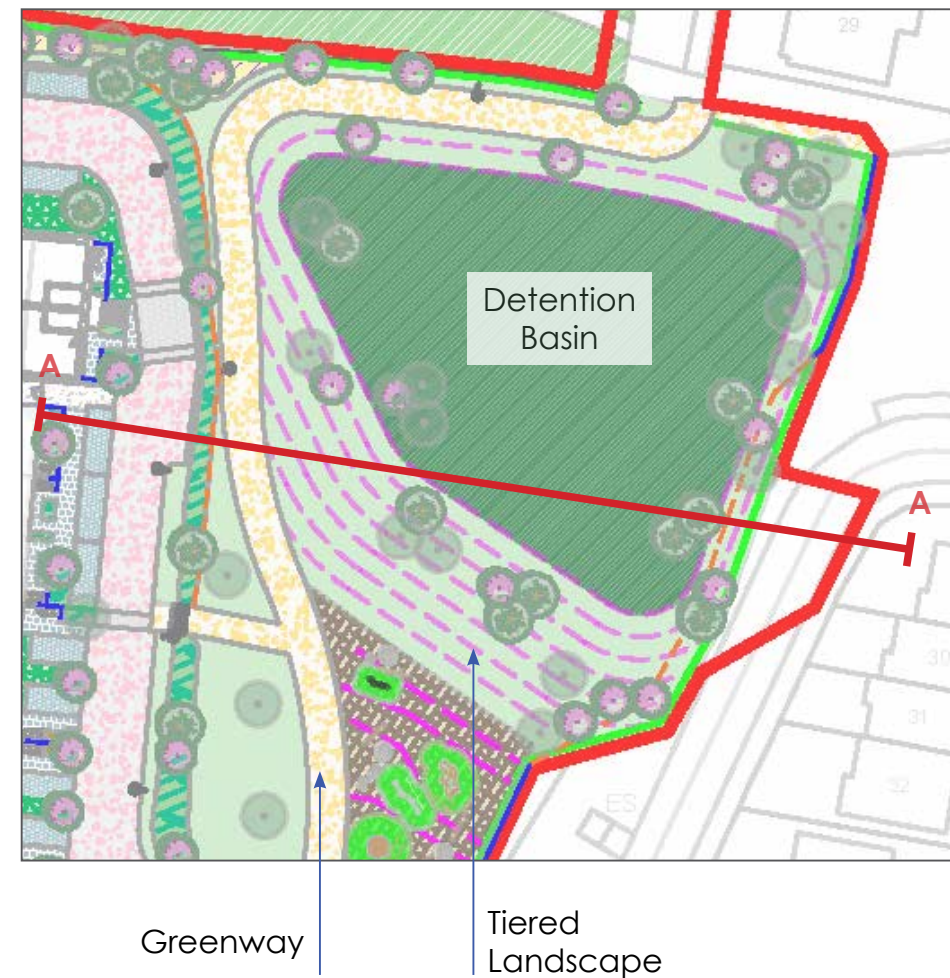 29
Detention
Basin
A
A
30
31
32
ES
Greenway
Tiered
Landscape